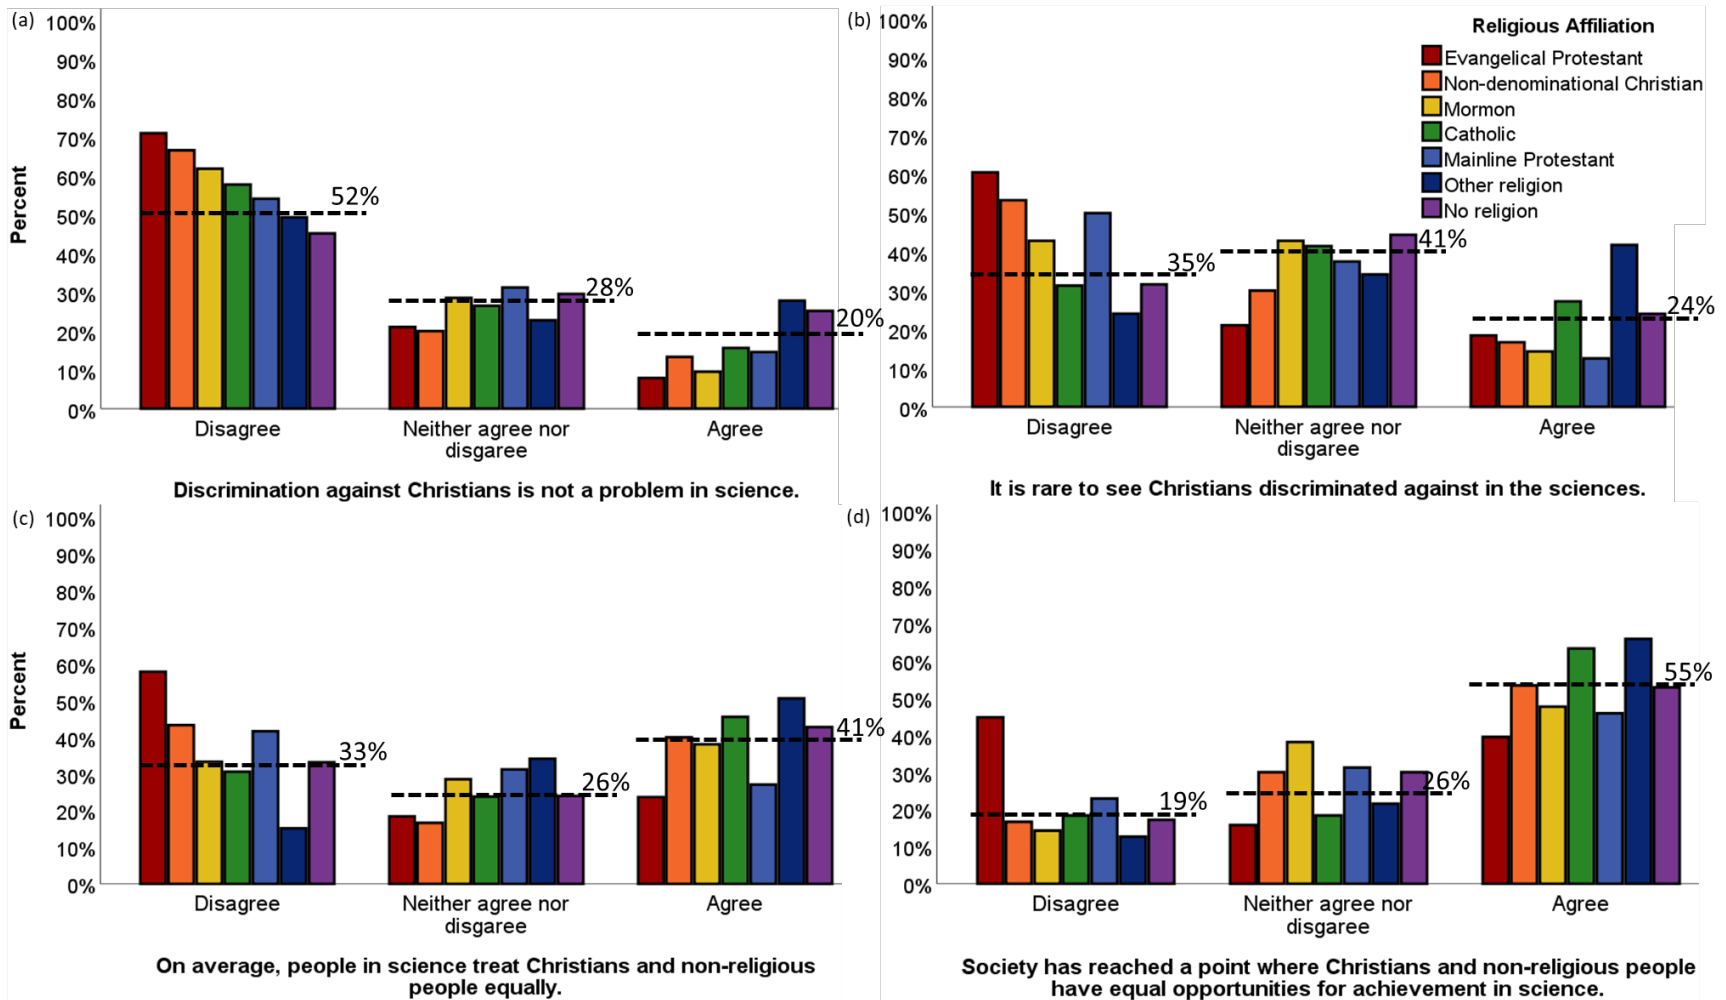 (a)
100%
90%
80%
70%
60%
50%
40%
30%
20%
10%
0%
Percent
52%
28%
20%
Disagree
Neither agree nor
disgaree
Agree
Discrimination against Christians is not a problem in science.
(b)
100%
90%
80%
70%
60%
50%
40%
30%
20%
10%
0%
Religious Affiliation
Evangelical Protestant
Non-denominational Christian
Mormon
Catholic
Mainline Protestant
Other religion
No religion
35%
41%
24%
Disagree
Neither agree nor
disgaree
Agree
It is rare to see Christians discriminated against in the sciences.
(c)
100%
90%
80%
70%
60%
50%
40%
30%
20%
10%
0%
Percent
33%
26%
41%
Disagree
Neither agree nor
disgaree
Agree
On average, people in science treat Christians and non-religious
people equally.
(d)
100%
90%
80%
70%
60%
50%
40%
30%
20%
10%
0%
19%
26%
55%
Disagree
Neither agree nor
disgaree
Agree
Society has reached a point where Christians and non-religious people
have equal opportunities for achievement in science.